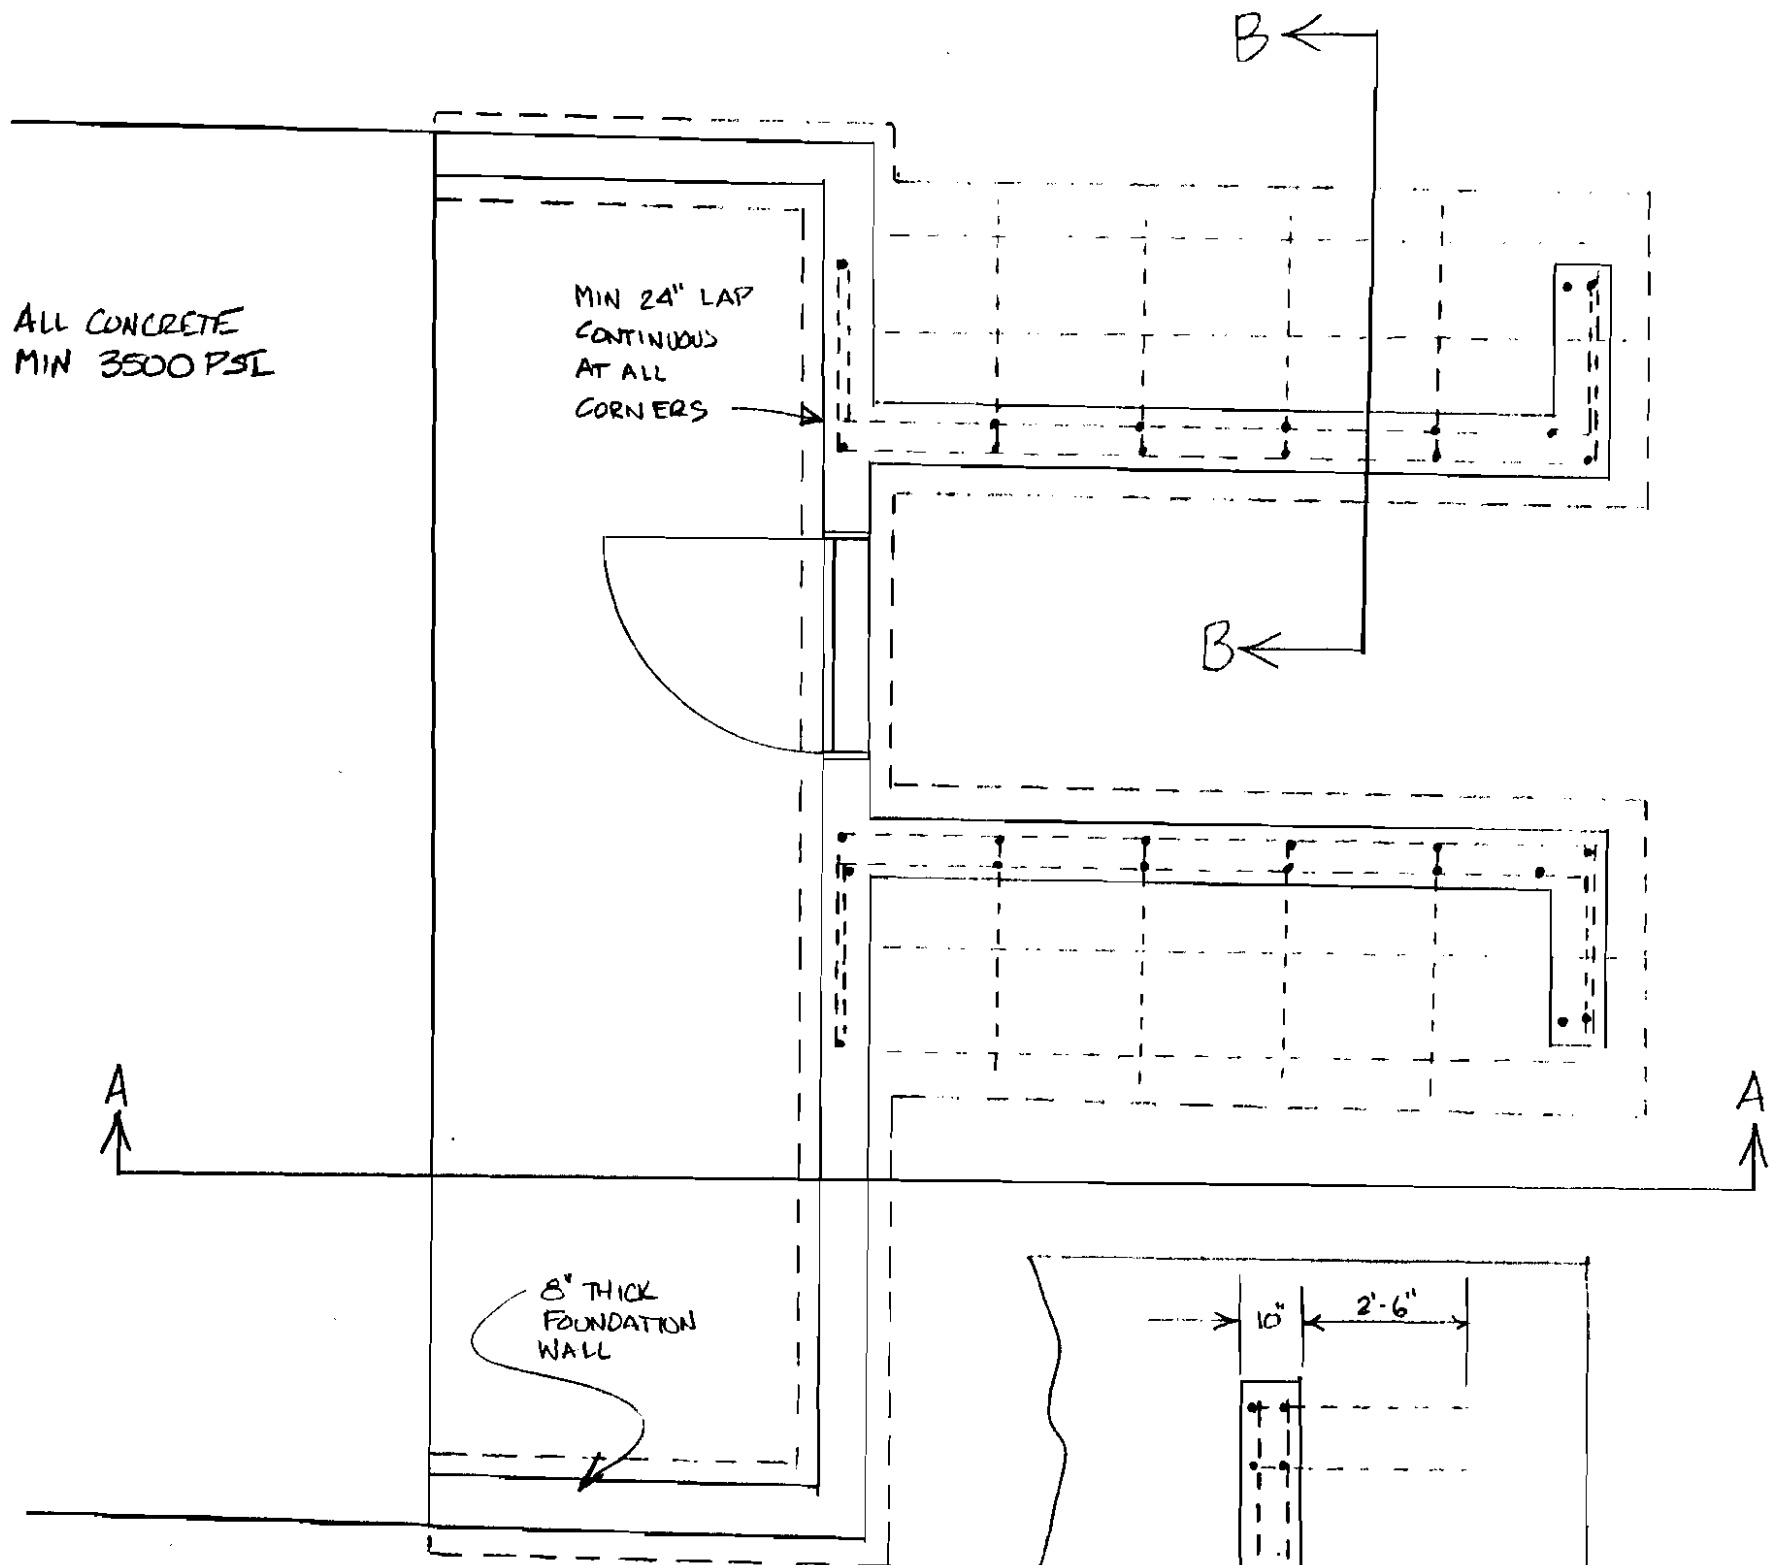 B
ALL CONCRETE
MIN 3500 PSI
MIN 24" LAP
CONTINUOUS
AT ALL
CORNERS
B
A
A
8" THICK
FOUNDATION
WALL
10"
2'-6"